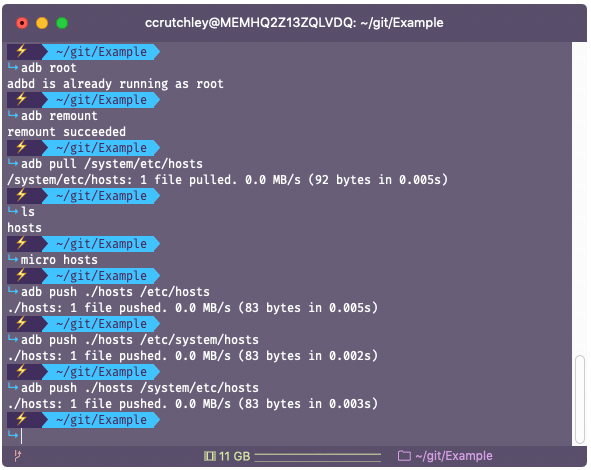 ccrutchley@MEMHQ2Z13ZQLVDQ: ~/git/Example
⚡ ~/git/Example
↪adb root
adbd is already running as root
⚡ ~/git/Example
↪adb remount
remount succeeded
⚡ ~/git/Example
↪adb pull /system/etc/hosts
/system/etc/hosts: 1 file pulled. 0.0 MB/s (92 bytes in 0.005s)
⚡ ~/git/Example
↪ls
hosts
⚡ ~/git/Example
↪micro hosts
⚡ ~/git/Example
↪adb push ./hosts /etc/hosts
./hosts: 1 file pushed. 0.0 MB/s (83 bytes in 0.005s)
⚡ ~/git/Example
↪adb push ./hosts /etc/system/hosts
./hosts: 1 file pushed. 0.0 MB/s (83 bytes in 0.002s)
⚡ ~/git/Example
↪adb push ./hosts /system/etc/hosts
./hosts: 1 file pushed. 0.0 MB/s (83 bytes in 0.003s)
⚡ ~/git/Example
↪
11 GB ~/git/Example